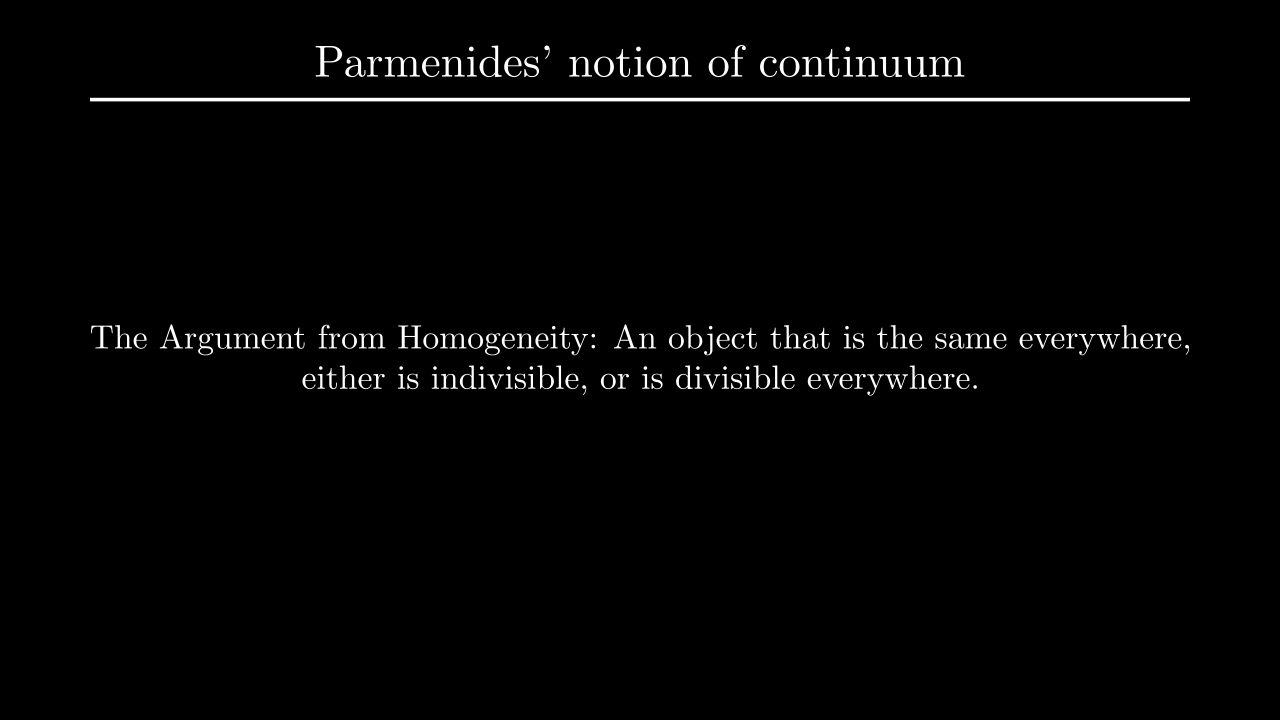 Parmenides’ notion of continuum
The Argument from Homogeneity: An object that is the same everywhere,
either is indivisible, or is divisible everywhere.